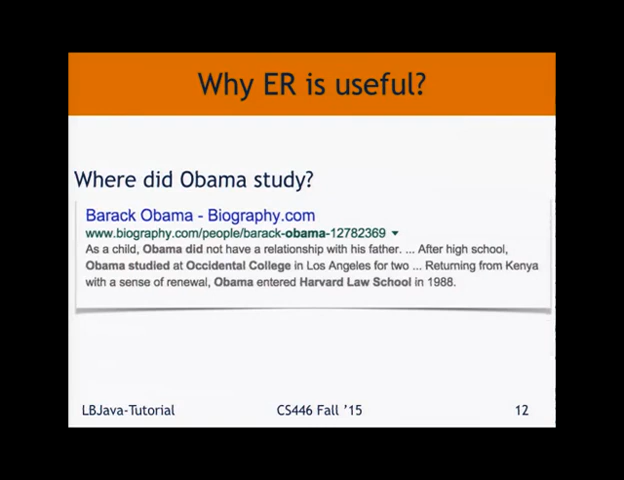 Why ER is useful?
Where did Obama study?
Barack Obama - Biography.com
www.biography.com/people/barack-obama-12782369
As a child, Obama did not have a relationship with his father. ... After high school,
Obama studied at Occidental College in Los Angeles for two ... Returning from Kenya
with a sense of renewal, Obama entered Harvard Law School in 1988.
LBJava-Tutorial CS446 Fall '15 12